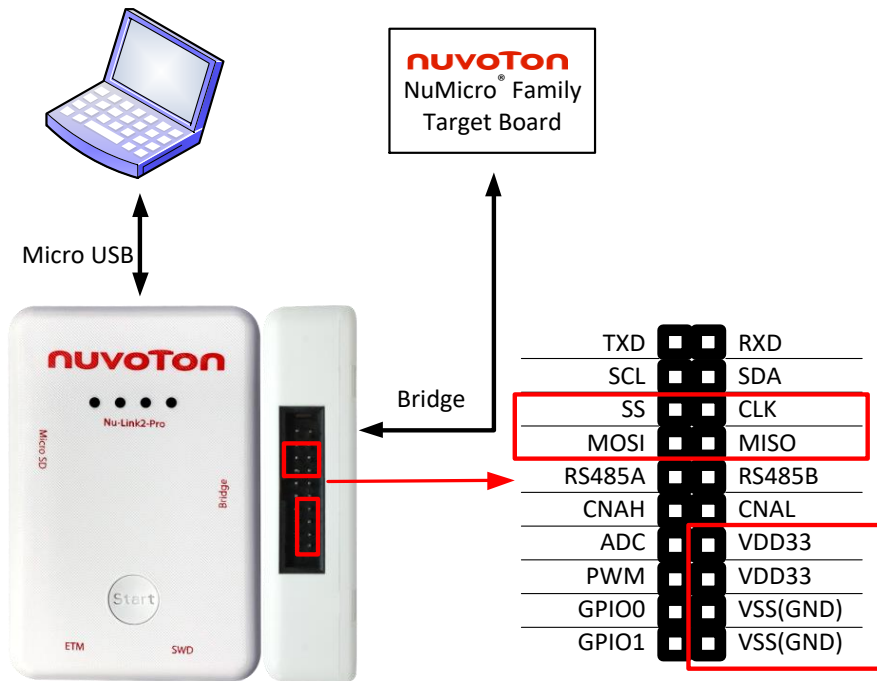 nuvoTon
NuMicro® Family
Target Board
Micro USB
Bridge
nuvoTon
Nu-Link2-Pro
Micro SD
Bridge
Start
ETM
SWD
TXD RXD
SCL SDA
SS CLK
MOSI MISO
RS485A RS485B
CNAH CNAL
ADC VDD33
PWM VDD33
GPIO0 VSS(GND)
GPIO1 VSS(GND)